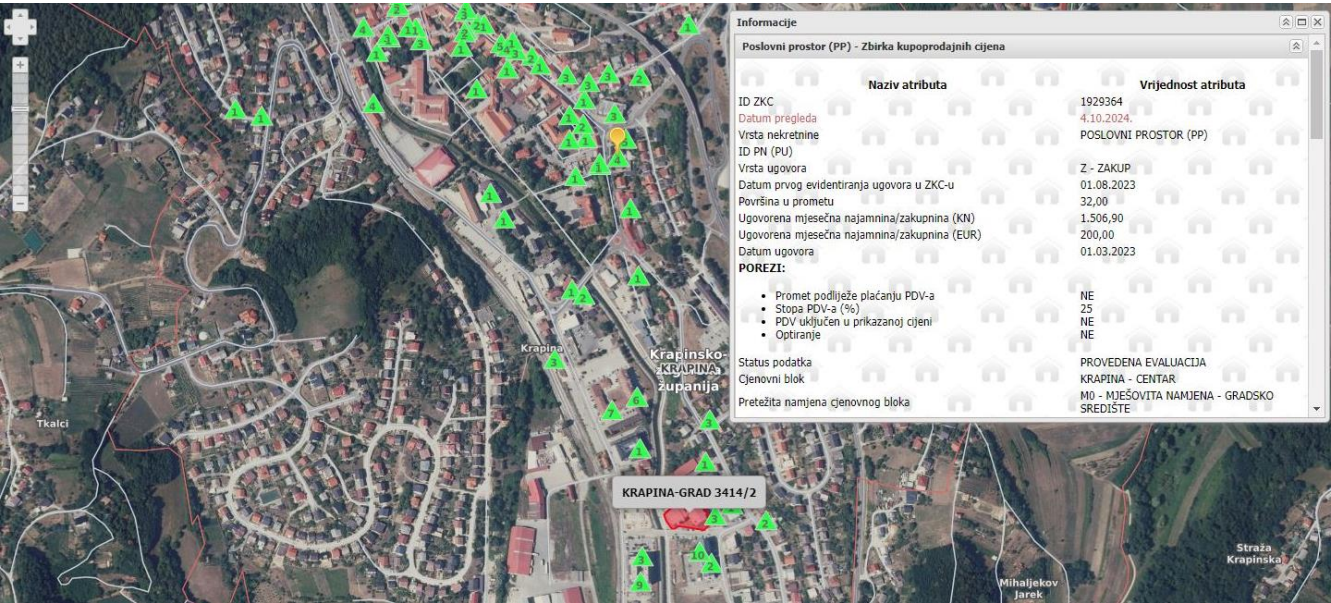 Informacije
Poslovni prostor (PP) - Zbirka kupoprodajnih cijena
Naziv atributa Vrijednost atributa
ID ZKC 1929364
Datum pregleda 4.10.2024.
Vrsta nekretnine POSLOVNI PROSTOR (PP)
ID PN (PU)
Vrsta ugovora Z - ZAKUP
Datum prvog evidentiranja ugovora u ZKC-u 01.08.2023
Površina u prometu 32,00
Ugovorena mjesečna najamnina/zakupnina (KN) 1.506,90
Ugovorena mjesečna najamnina/zakupnina (EUR) 200,00
Datum ugovora 01.03.2023
POREZI:
• Promet podliježe plaćanju PDV-a NE
• Stopa PDV-a (%) 25
• PDV uključen u prikazanoj cijeni NE
• Optiranje NE
Status podatka PROVEDENA EVALUACIJA
Cjenovni blok KRAPINA - CENTAR
Pretežita namjena cjenovnog bloka M0 - MJEŠOVITA NAMJENA - GRADSKO
SREDIŠTE
Krapina
Krapinsko-
KRAPINA
županija
Tkalci
KRAPINA-GRAD 3414/2
Straža
Krapinska
Mihaljekov
Jarek